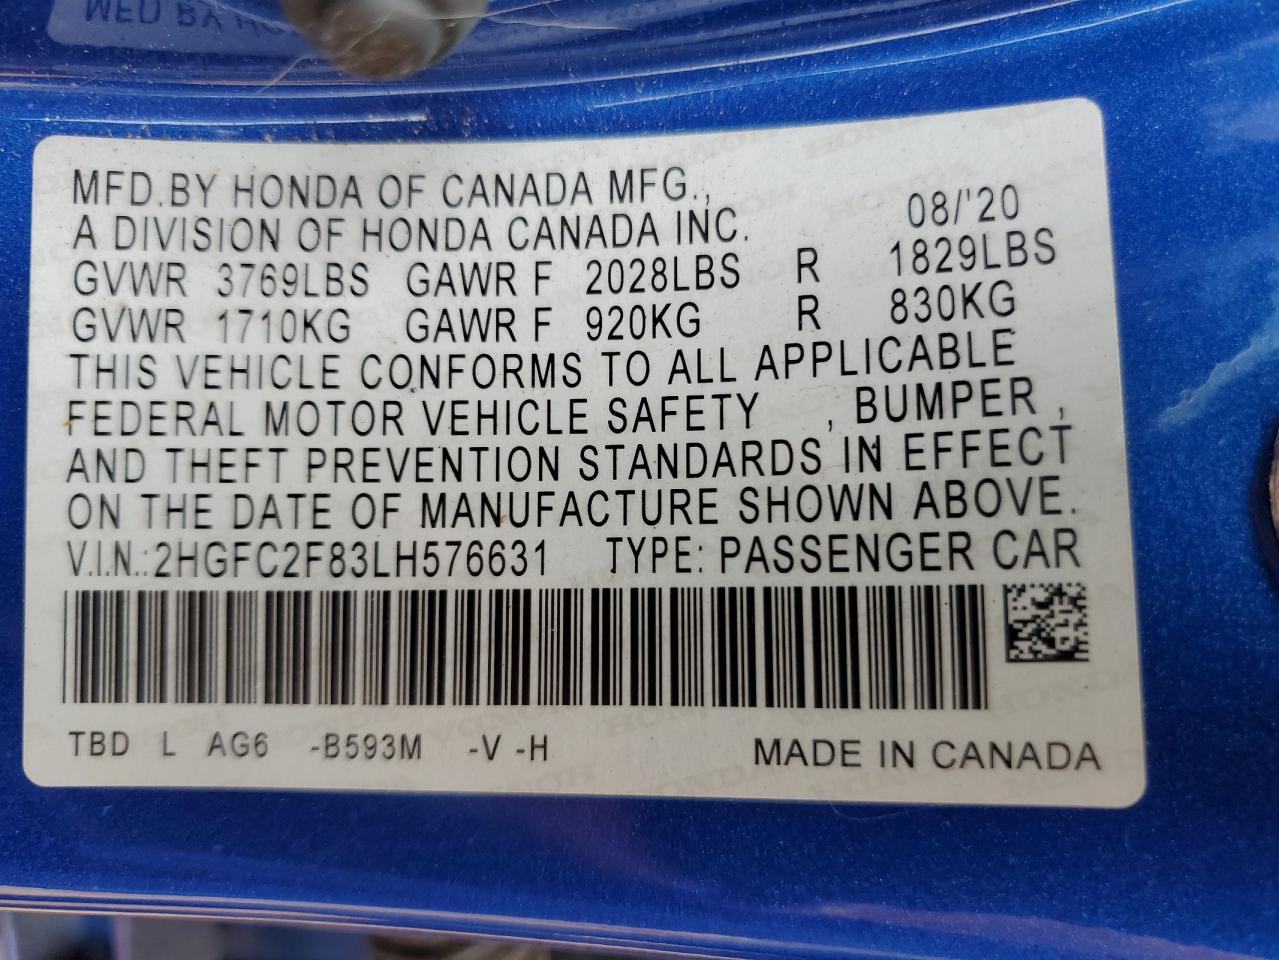 MFD.BY HONDA OF CANADA MFG.,
A DIVISION OF HONDA CANADA INC. 08/'20
GVWR 3769LBS GAWR F 2028LBS R 1829LBS
GVWR 1710KG GAWR F 920KG R 830KG
THIS VEHICLE CONFORMS TO ALL APPLICABLE
FEDERAL MOTOR VEHICLE SAFETY , BUMPER ,
AND THEFT PREVENTION STANDARDS IN EFFECT
ON THE DATE OF MANUFACTURE SHOWN ABOVE.
V.I.N.:2HGFC2F83LH576631 TYPE: PASSENGER CAR
TBD L AG6 -B593M -V -H MADE IN CANADA